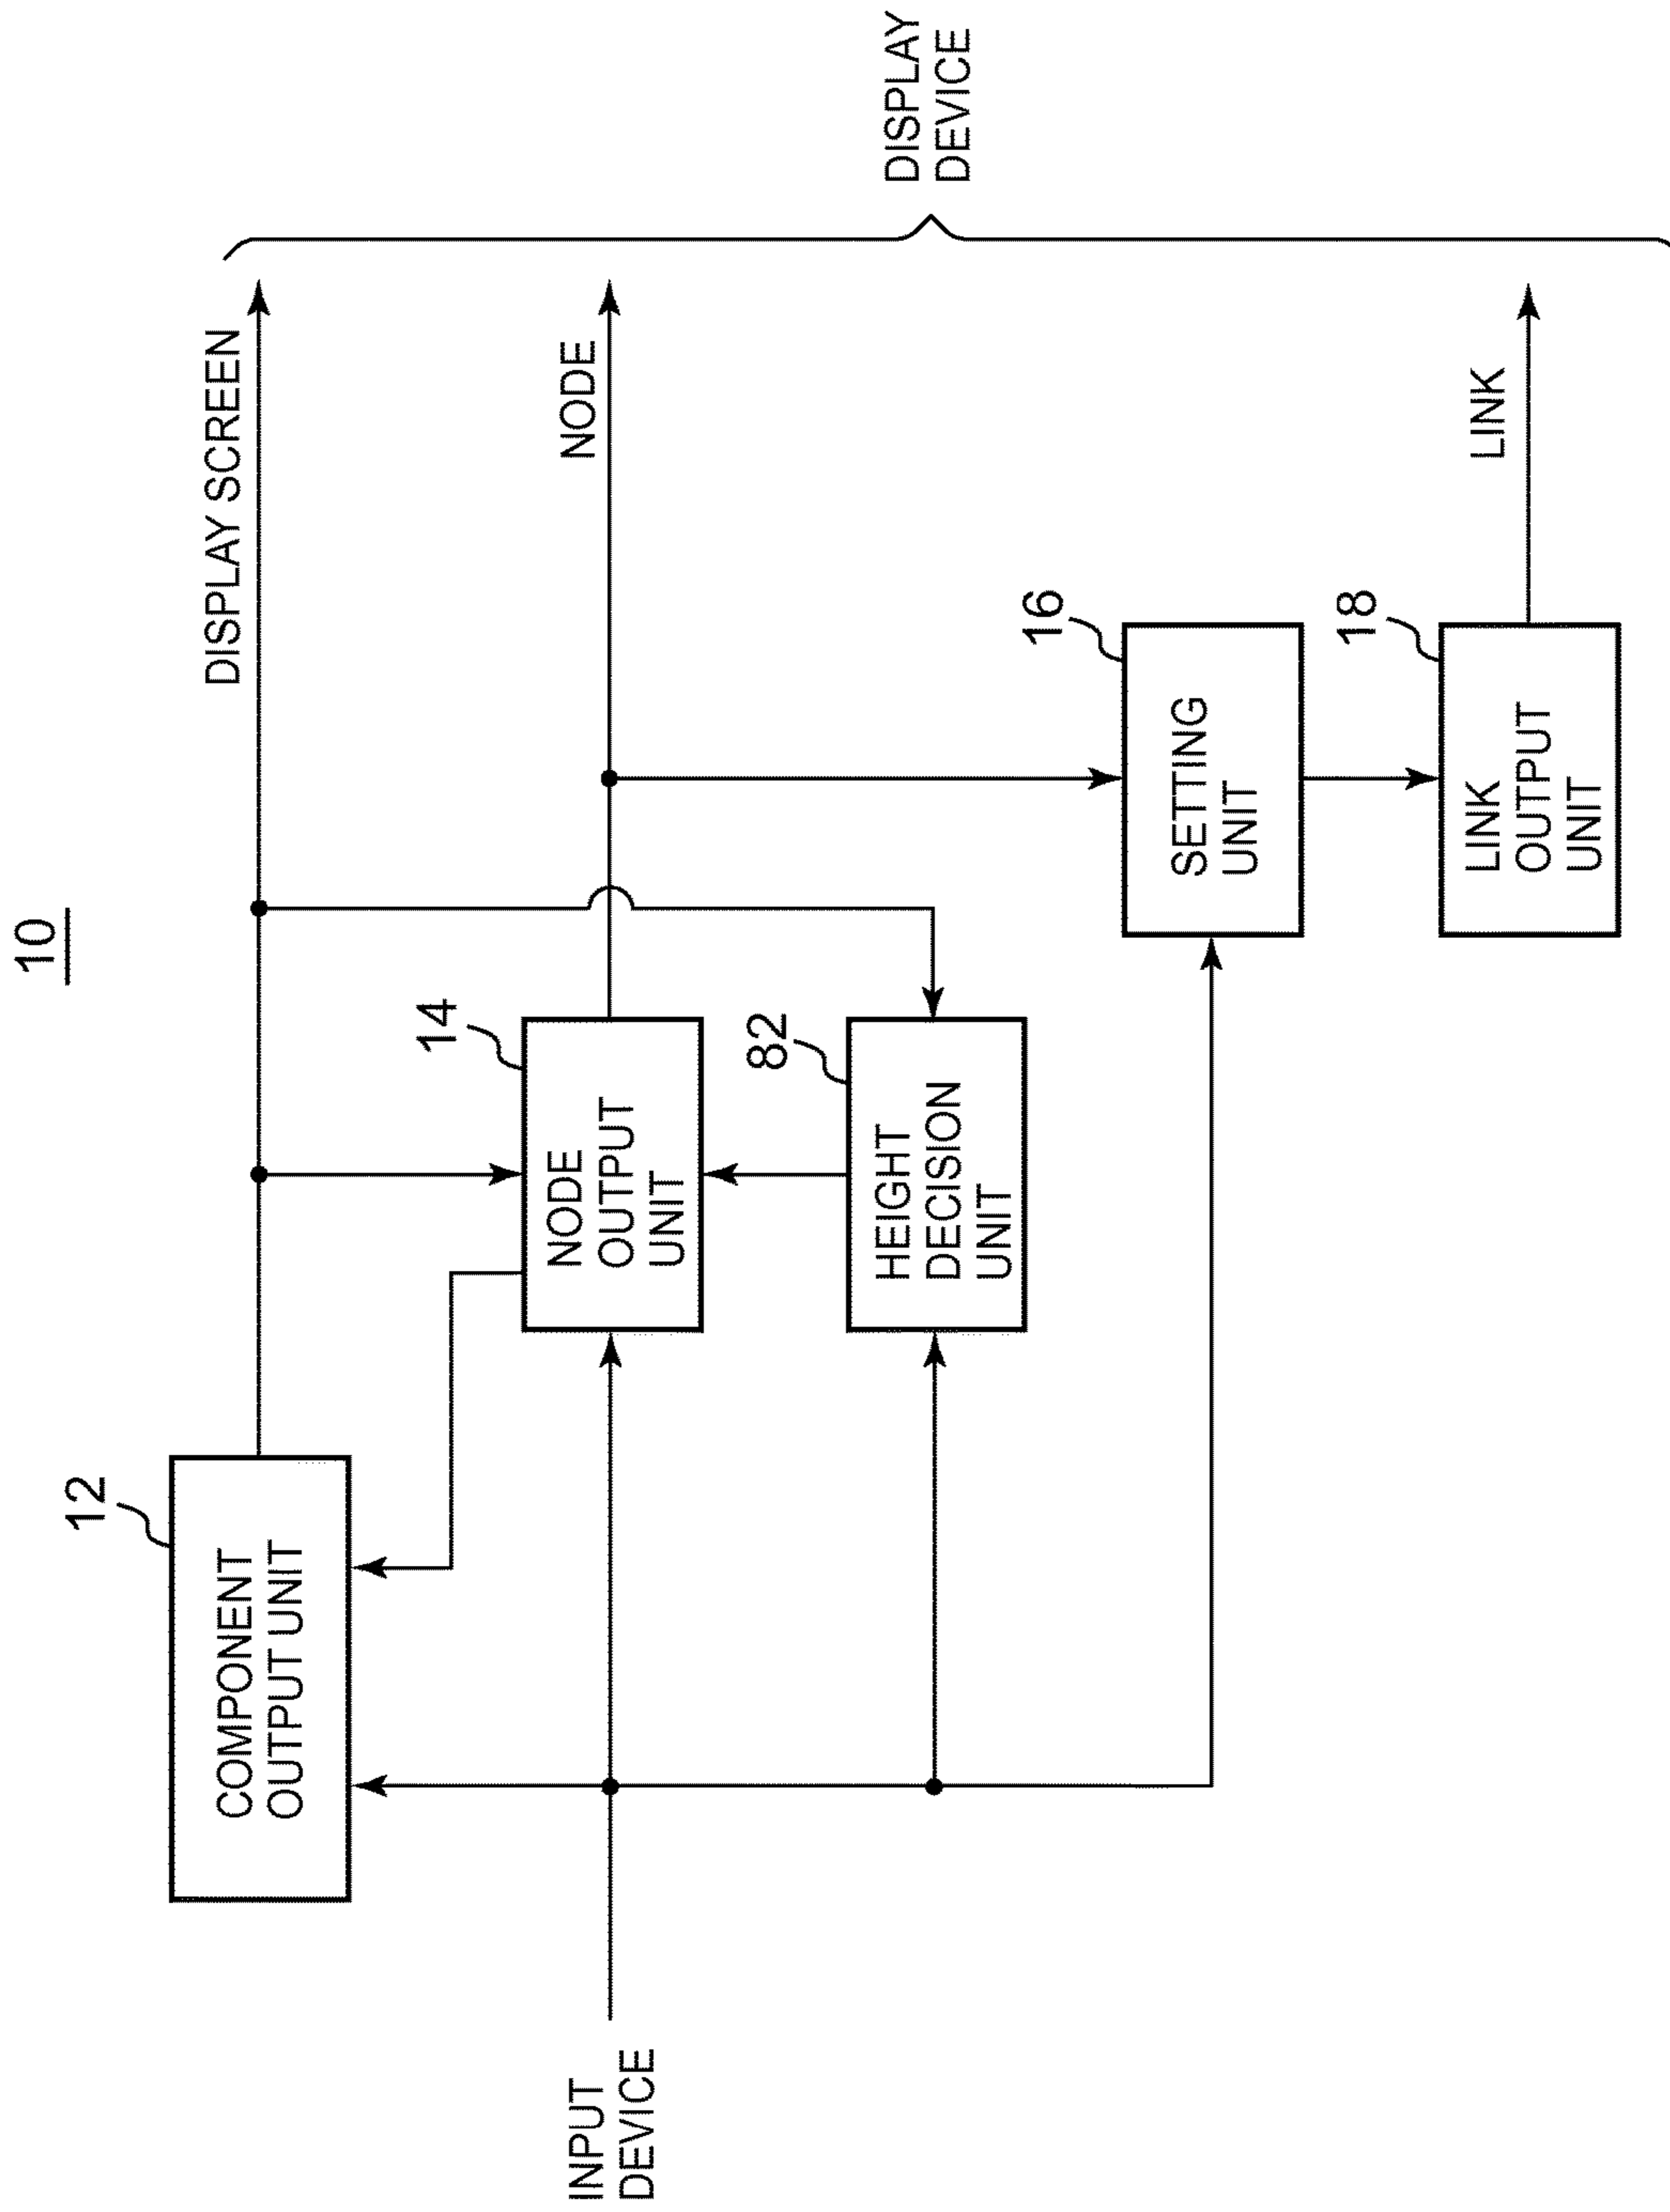 10
12
COMPONENT
OUTPUT UNIT
DISPLAY SCREEN
INPUT
DEVICE
14
NODE
OUTPUT
UNIT
NODE
82
HEIGHT
DECISION
UNIT
DISPLAY
DEVICE
16
SETTING
UNIT
18
LINK
OUTPUT
UNIT
LINK